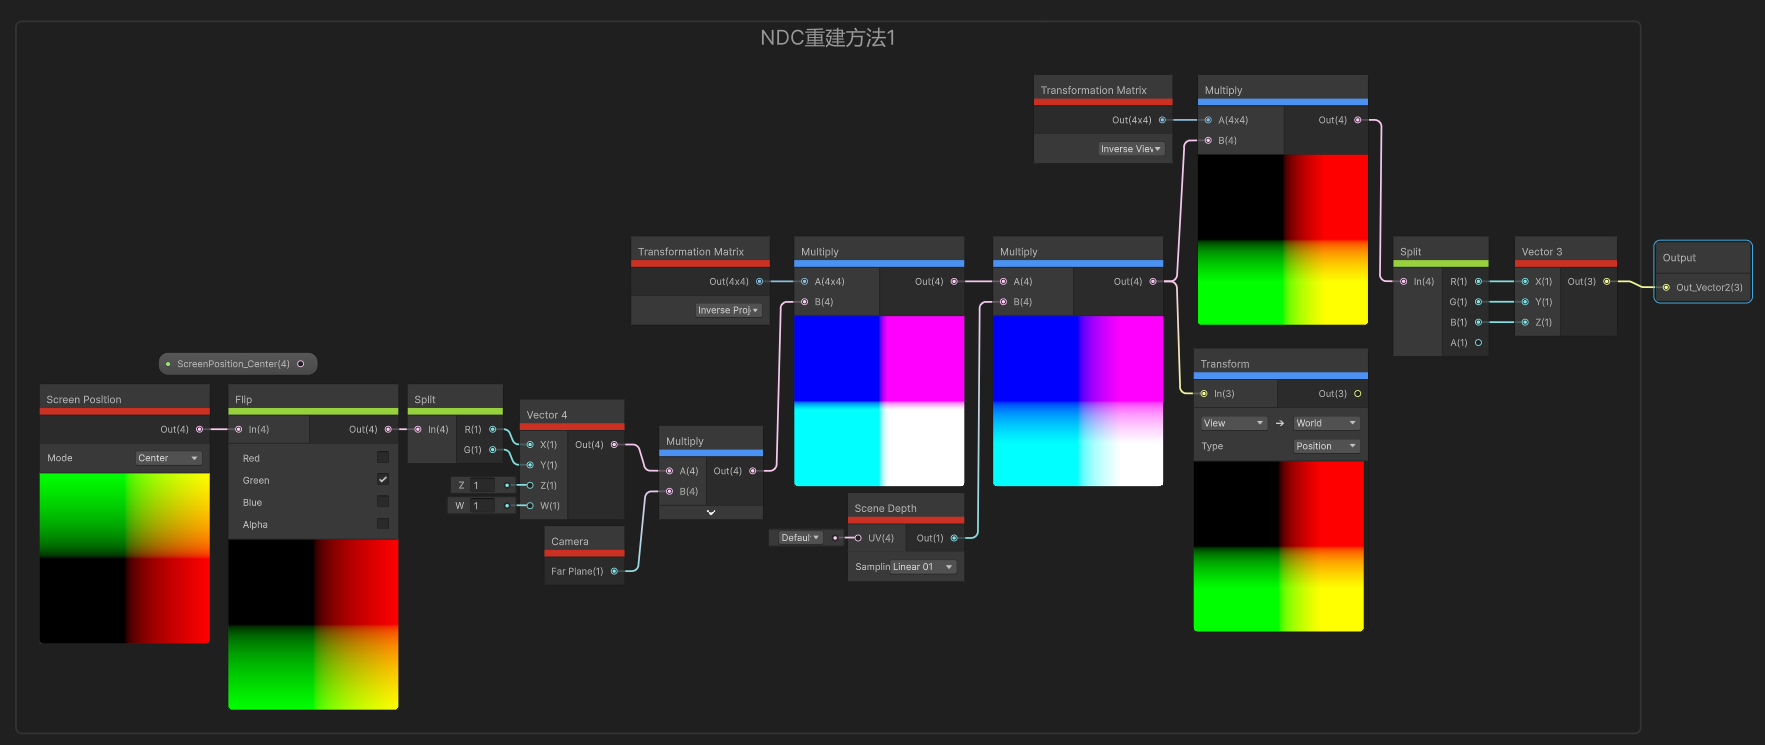 NDC重建方法1
Transformation Matrix
Out(4x4)
Inverse Viev
Multiply
A(4x4)
B(4)
Out(4)
Transformation Matrix
Out(4x4)
Inverse Proj
Multiply
A(4x4)
B(4)
Out(4)
Multiply
A(4)
B(4)
Out(4)
Split
In(4)
R(1)
G(1)
B(1)
A(1)
Vector 3
X(1)
Y(1)
Z(1)
Out(3)
Output
Out_Vector2(3)
ScreenPosition_Center(4)
Screen Position
Out(4)
Mode
Center
Flip
In(4)
Out(4)
Red
Green
Blue
Alpha
Split
In(4)
R(1)
G(1)
Z 1
W 1
Vector 4
X(1)
Y(1)
Z(1)
W(1)
Out(4)
Camera
Far Plane(1)
Multiply
A(4)
B(4)
Out(4)
Defaul
Scene Depth
UV(4)
Out(1)
Samplin
Linear 01
Transform
In(3)
Out(3)
View
World
Type
Position